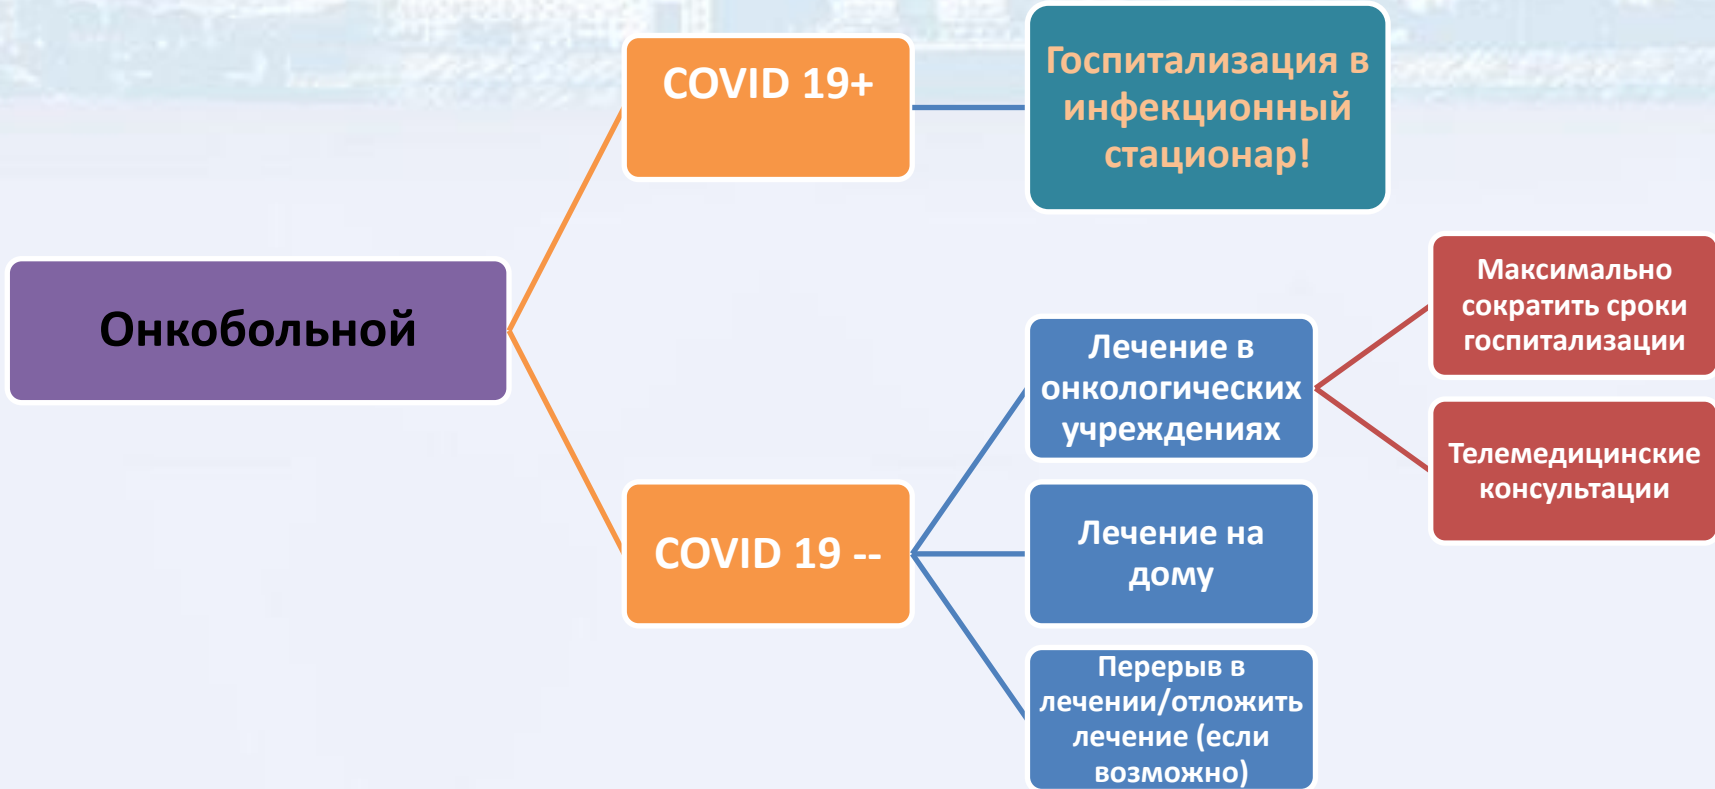 COVID 19+
Госпитализация в
инфекционный
стационар!
Онкобольной
COVID 19 --
Лечение в
онкологических
учреждениях
Максимально
сократить сроки
госпитализации
Телемедицинские
консультации
Лечение на
дому
Перерыв в
лечении/отложить
лечение (если
возможно)